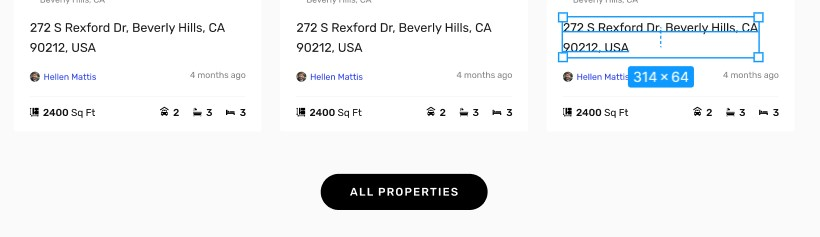 Beverly Hills, CA
Beverly Hills, CA
Beverly Hills, CA
272 S Rexford Dr, Beverly Hills, CA
90212, USA
272 S Rexford Dr, Beverly Hills, CA
90212, USA
272 S Rexford Dr, Beverly Hills, CA
90212, USA
Hellen Mattis 4 months ago
Hellen Mattis 4 months ago
Hellen Mattis 314 × 64 4 months ago
2400 Sq Ft 2 3 3
2400 Sq Ft 2 3 3
2400 Sq Ft 2 3 3
ALL PROPERTIES